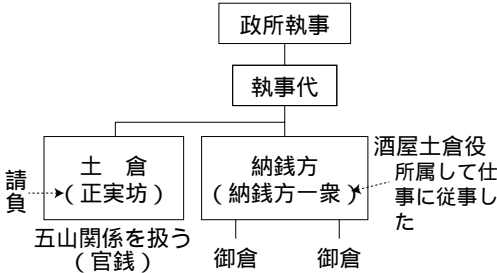 政所執事
執事代
土　倉
（正実坊）
請
負
五山関係を扱う
（官銭）
納銭方
（納銭方一衆）
酒屋土倉役
所属して仕
事に従事し
た
御倉
御倉